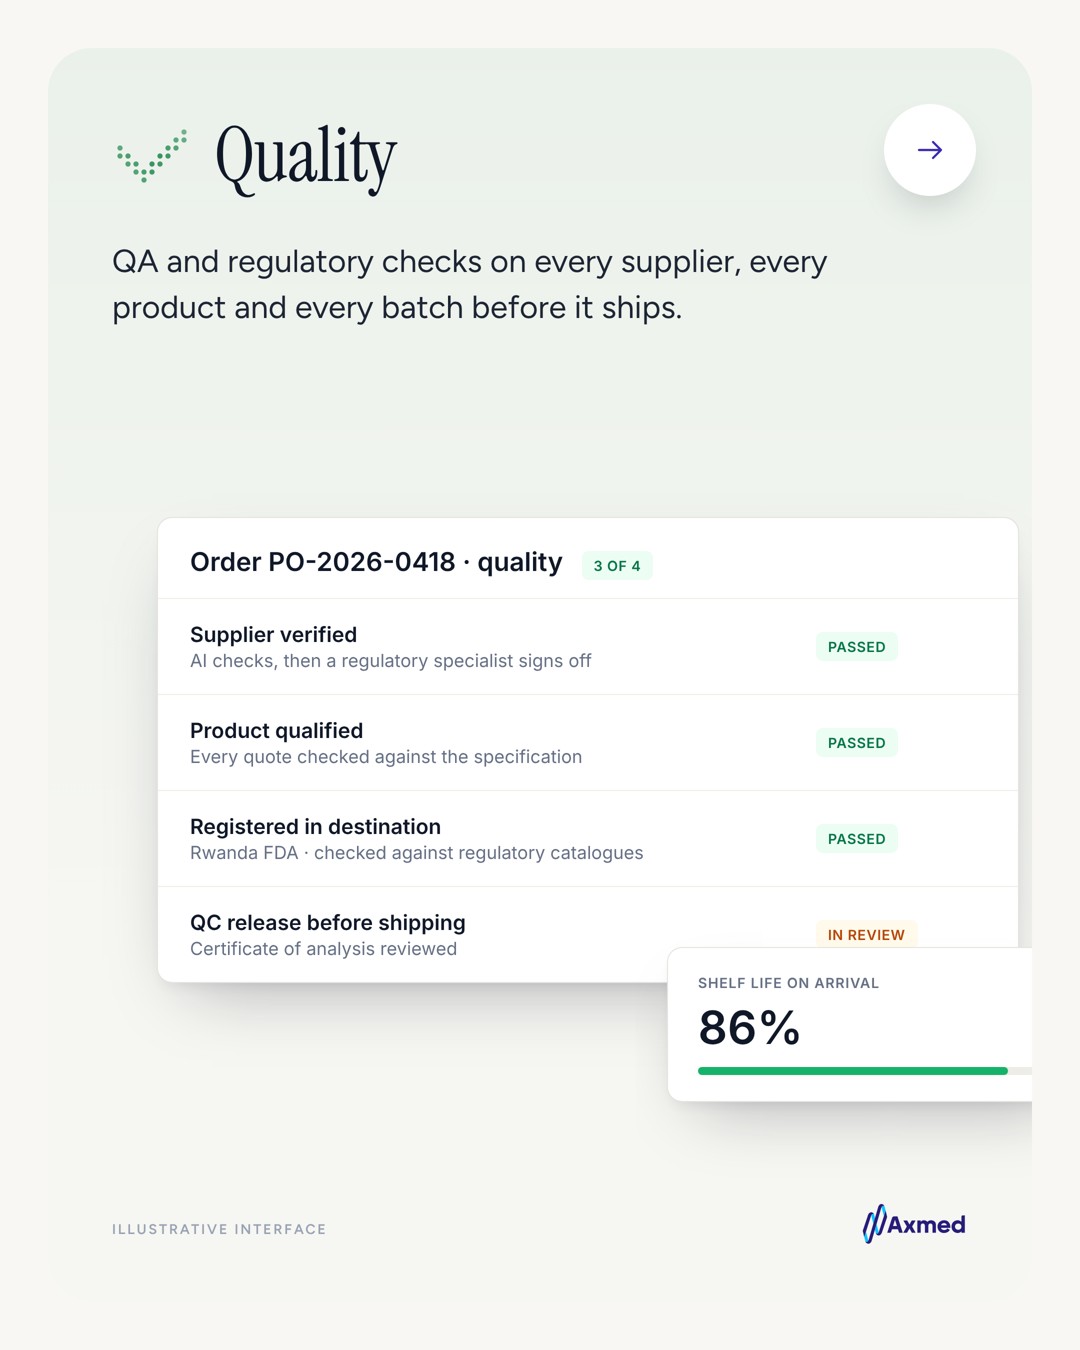 Quality
QA and regulatory checks on every supplier, every
product and every batch before it ships.
Order PO-2026-0418 · quality 3 OF 4
Supplier verified
AI checks, then a regulatory specialist signs off
PASSED
Product qualified
Every quote checked against the specification
PASSED
Registered in destination
Rwanda FDA · checked against regulatory catalogues
PASSED
QC release before shipping
Certificate of analysis reviewed
IN REVIEW
SHELF LIFE ON ARRIVAL
86%
ILLUSTRATIVE INTERFACE
Axmed